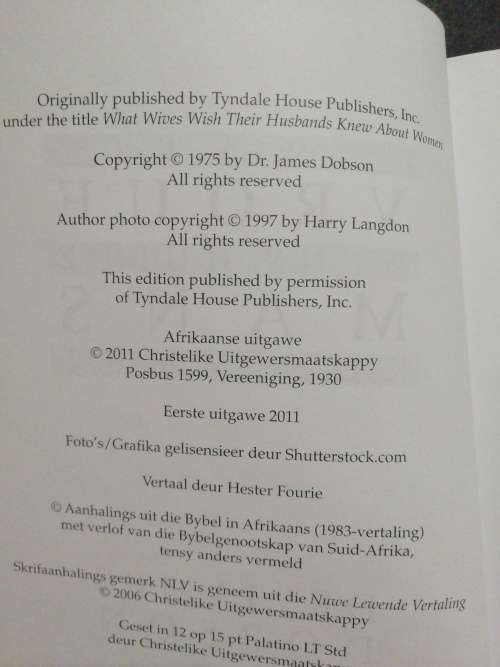 Originally published by Tyndale House Publishers, Inc.
under the title What Wives Wish Their Husbands Knew About Women
Copyright © 1975 by Dr. James Dobson
All rights reserved
Author photo copyright © 1997 by Harry Langdon
All rights reserved
This edition published by permission
of Tyndale House Publishers, Inc.
Afrikaanse uitgawe
© 2011 Christelike Uitgewersmaatskappy
Posbus 1599, Vereeniging, 1930
Eerste uitgawe 2011
Foto's/Grafika gelisensieer deur Shutterstock.com
Vertaal deur Hester Fourie
© Aanhalings uit die Bybel in Afrikaans (1983-vertaling)
met verlof van die Bybelgenootskap van Suid-Afrika,
tensy anders vermeld
Skrifaanhalings gemerk NLV is geneem uit die Nuwe Lewende Vertaling
© 2006 Christelike Uitgewersmaatskappy
Geset in 12 op 15 pt Palatino LT Std
deur Christelike Uitgewersmaatskappy